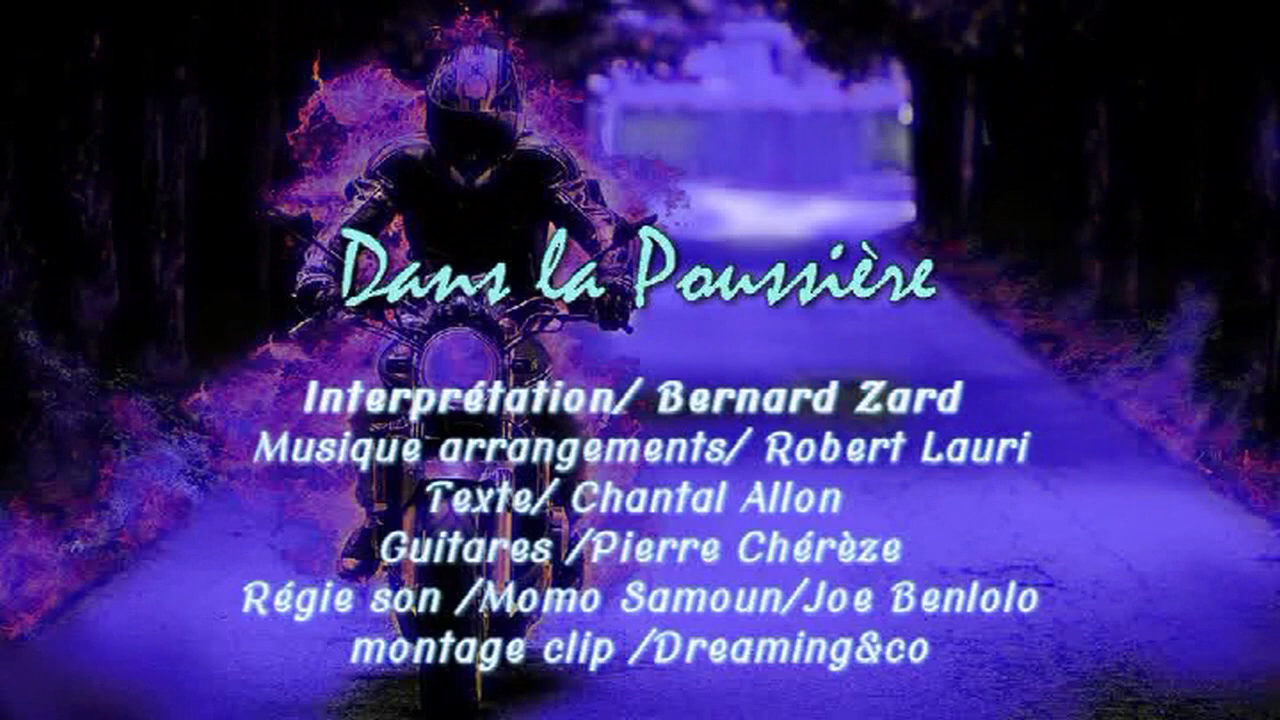 Dans la Poussière
Interprétation/ Bernard Zard
Musique arrangements/ Robert Lauri
Texte/ Chantal Allon
Guitares /Pierre Chérèze
Régie son /Momo Samoun/Joe Benlolo
montage clip /Dreaming&co